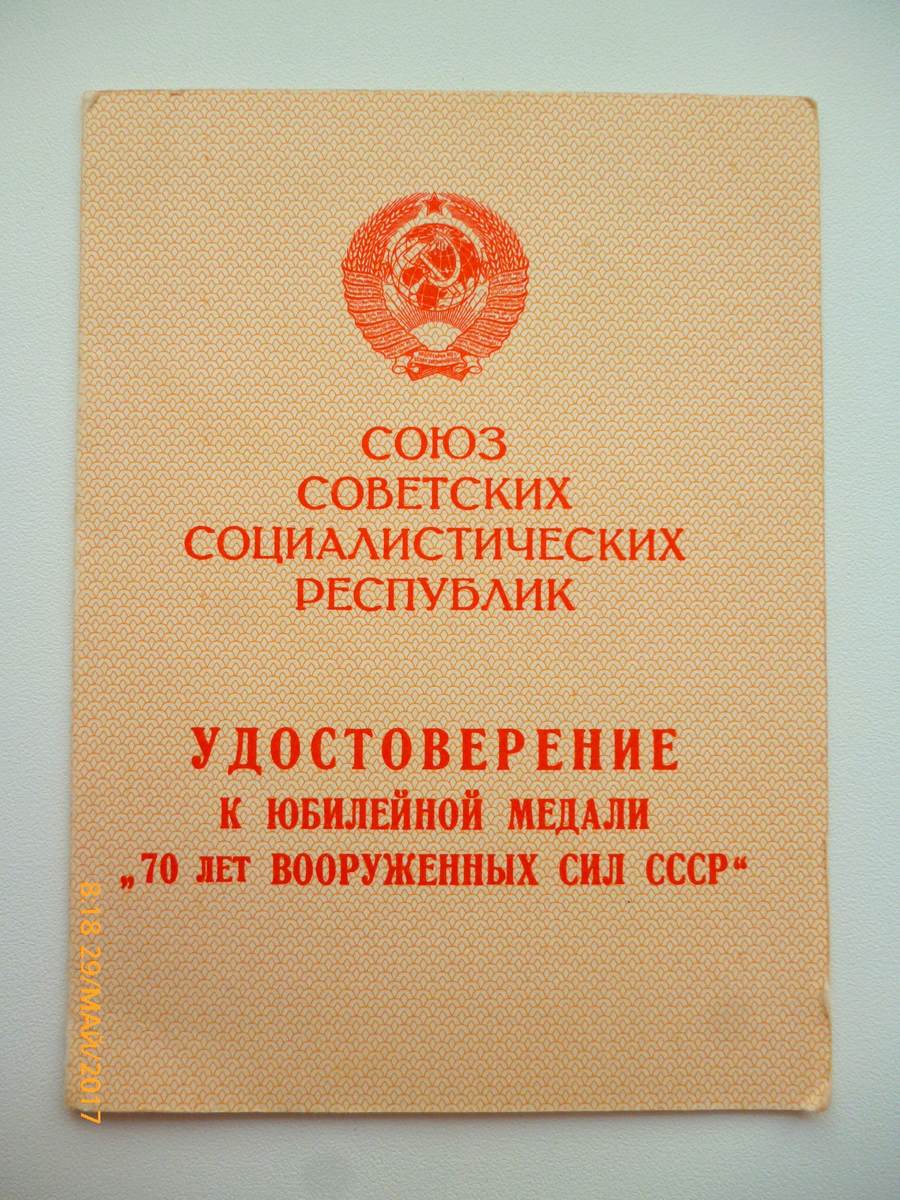 СОЮЗ
СОВЕТСКИХ
СОЦИАЛИСТИЧЕСКИХ
РЕСПУБЛИК
УДОСТОВЕРЕНИЕ
К ЮБИЛЕЙНОЙ МЕДАЛИ
„70 ЛЕТ ВООРУЖЕННЫХ СИЛ СССР“
8:18 29/МАЙ/2017